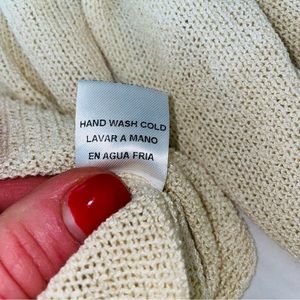 HAND WASH COLD
LAVAR A MANO
EN AGUA FRIA